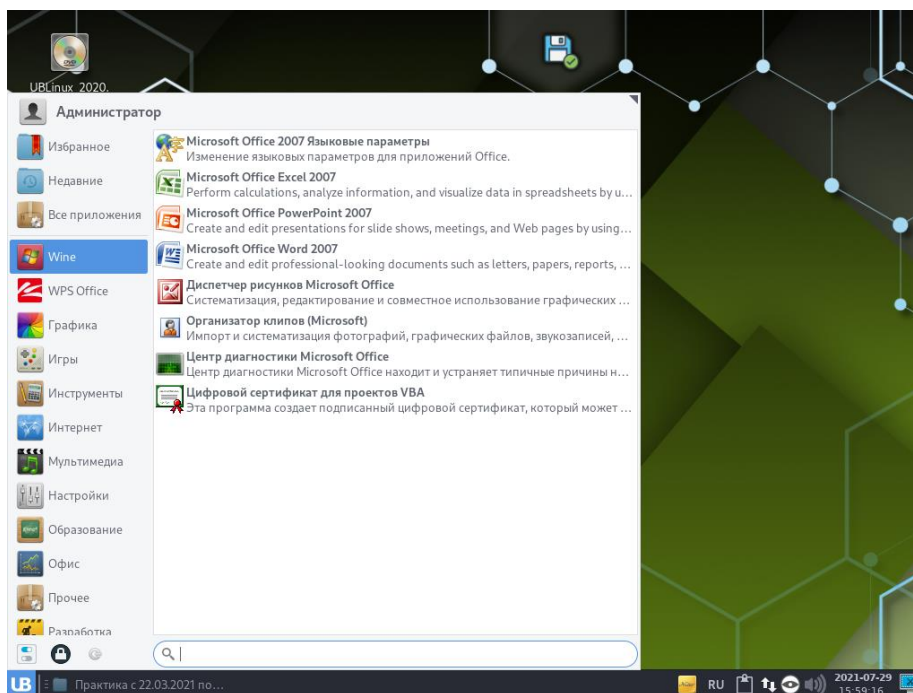 UBLinux 2020.
Администратор
Избранное
Недавние
Все приложения
Wine
WPS Office
Графика
Игры
Инструменты
Интернет
Мультимедиа
Настройки
Образование
Офис
Прочее
Разработка
Microsoft Office 2007 Языковые параметры
Изменение языковых параметров для приложений Office.
Microsoft Office Excel 2007
Perform calculations, analyze information, and visualize data in spreadsheets by u...
Microsoft Office PowerPoint 2007
Create and edit presentations for slide shows, meetings, and Web pages by using...
Microsoft Office Word 2007
Create and edit professional-looking documents such as letters, papers, reports, ...
Диспетчер рисунков Microsoft Office
Систематизация, редактирование и совместное использование графических ...
Организатор клипов (Microsoft)
Импорт и систематизация фотографий, графических файлов, звукозаписей, ...
Центр диагностики Microsoft Office
Центр диагностики Microsoft Office находит и устраняет типичные причины н...
Цифровой сертификат для проектов VBA
Эта программа создает подписанный цифровой сертификат, который может ...
UB
Практика с 22.03.2021 по...
RU
2021-07-29
15:59:16